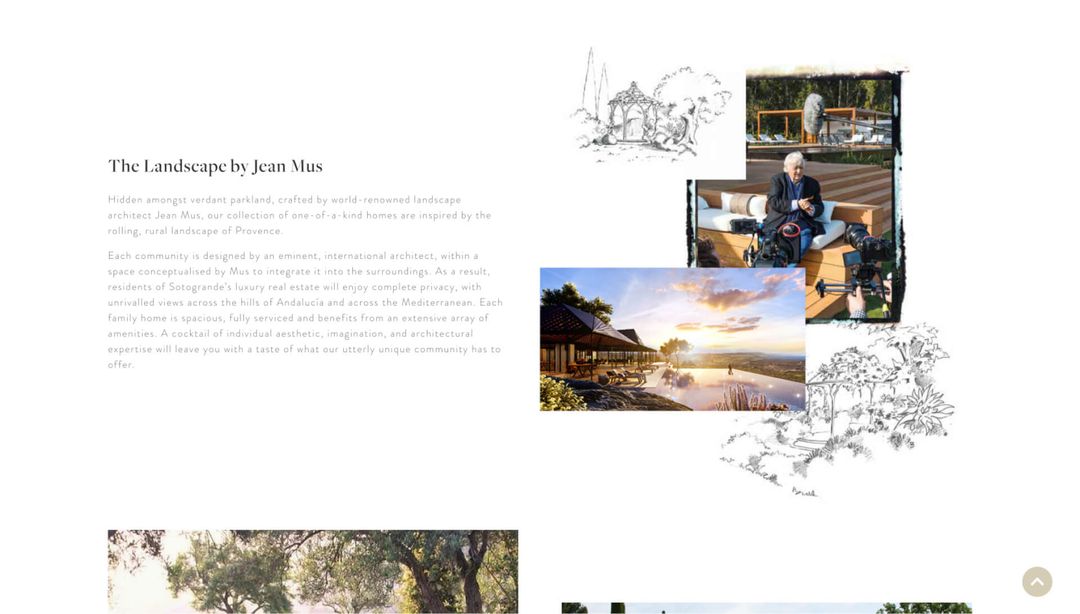 The Landscape by Jean Mus
Hidden amongst verdant parkland, crafted by world-renowned landscape
architect Jean Mus, our collection of one-of-a-kind homes are inspired by the
rolling, rural landscape of Provence.
Each community is designed by an eminent, international architect, within a
space conceptualised by Mus to integrate it into the surroundings. As a result,
residents of Sotogrande's luxury real estate will enjoy complete privacy, with
unrivalled views across the hills of Andalucía and across the Mediterranean. Each
family home is spacious, fully serviced and benefits from an extensive array of
amenities. A cocktail of individual aesthetic, imagination, and architectural
expertise will leave you with a taste of what our utterly unique community has to
offer.